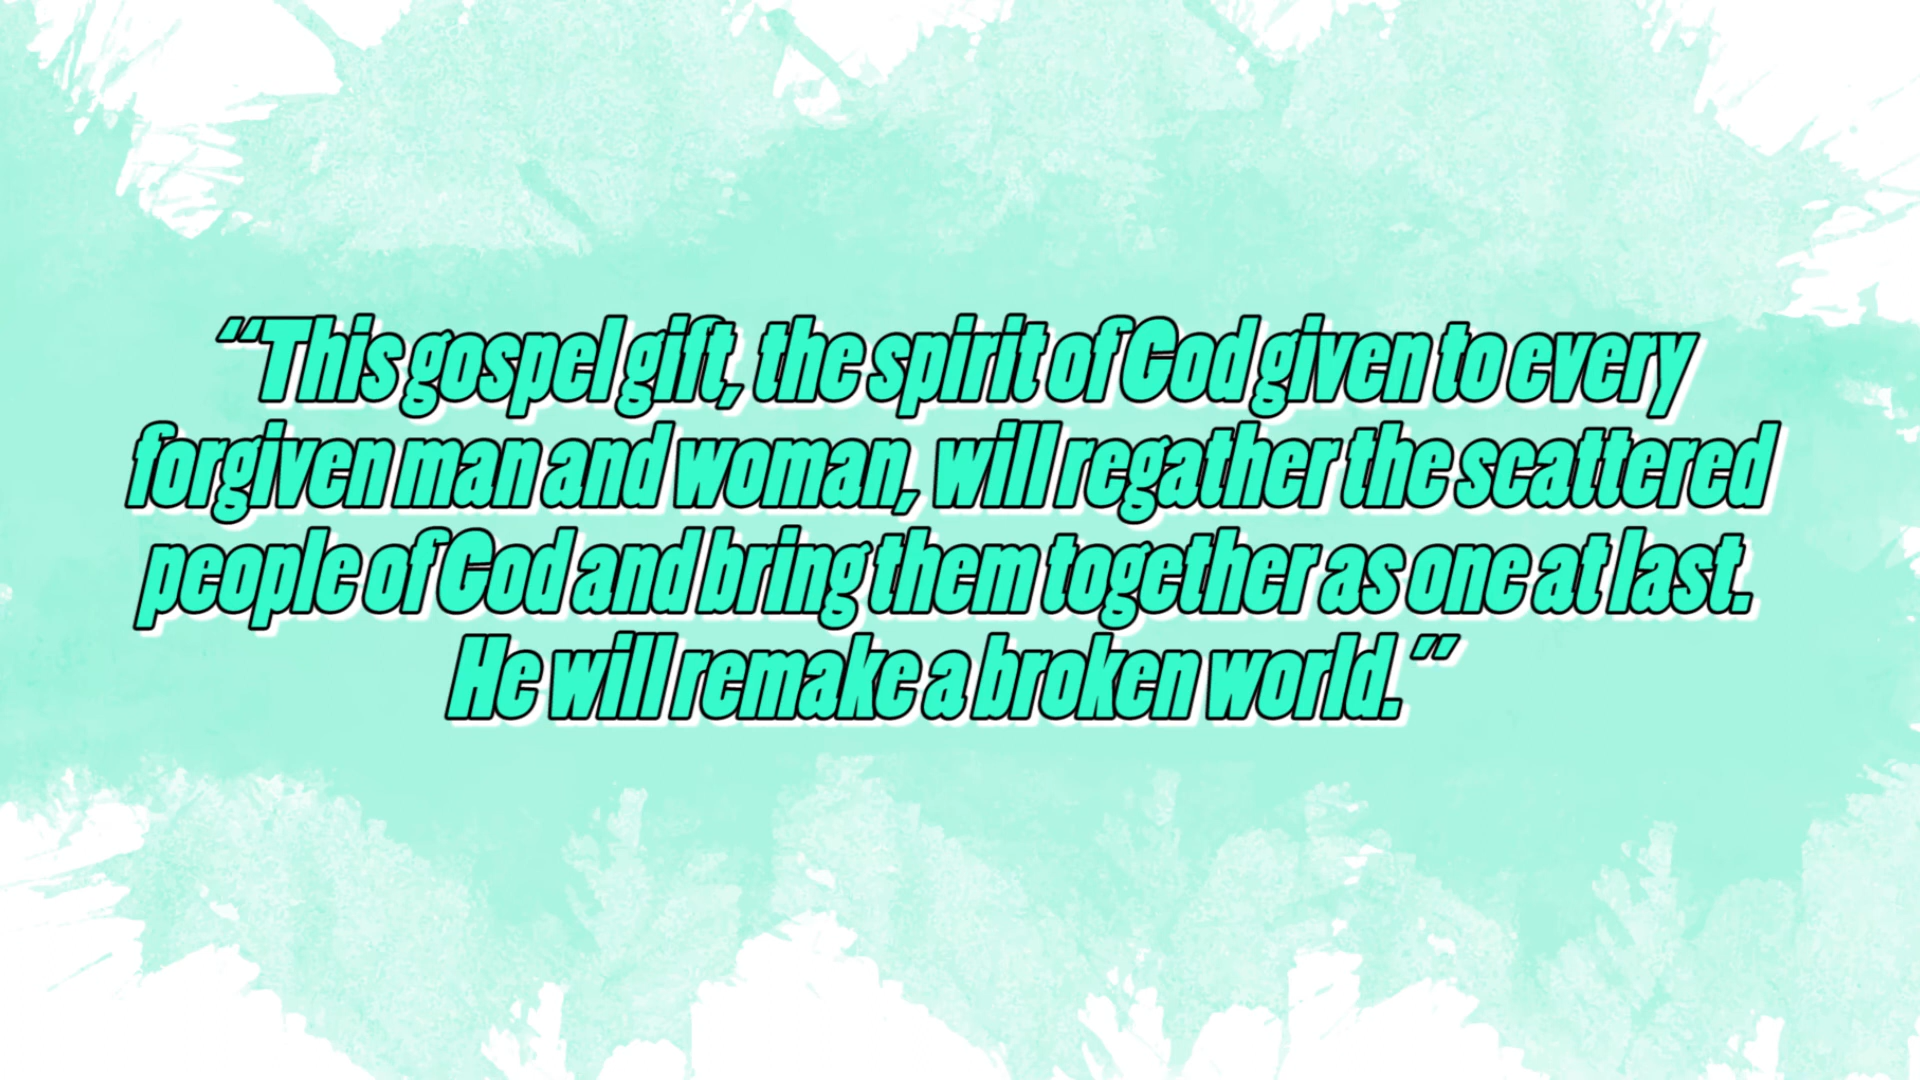 “This gospel gift, the spirit of God given to every
forgiven man and woman, will regather the scattered
people of God and bring them together as one at last.
He will remake a broken world.”